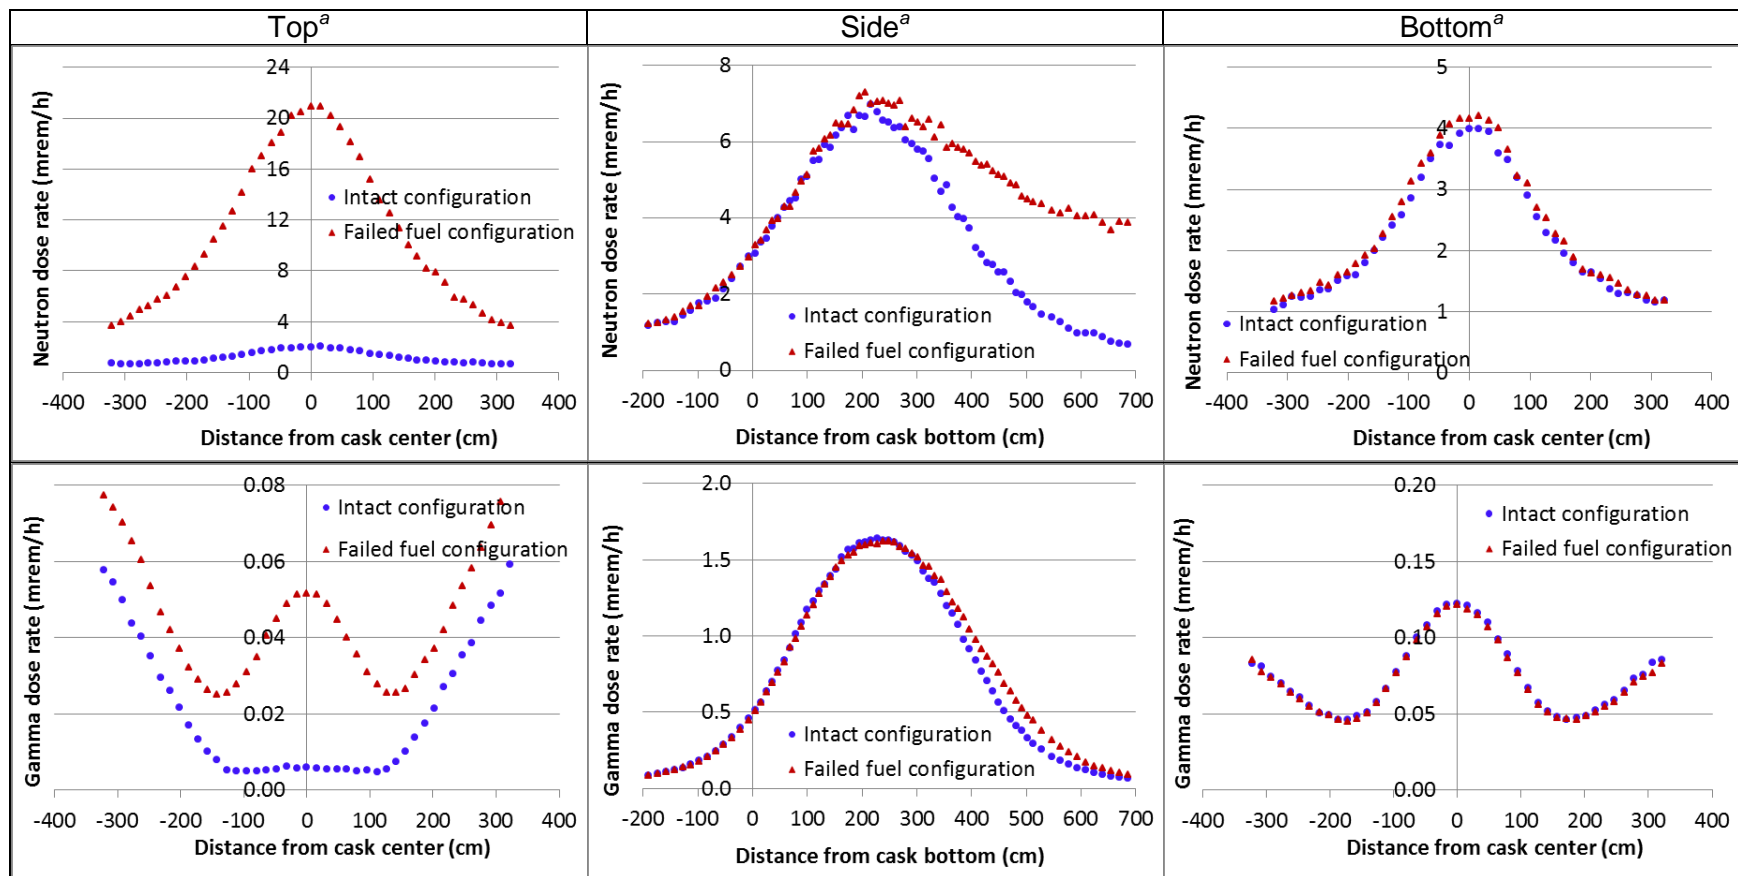 Topᵃ
Sideᵃ
Bottomᵃ
Neutron dose rate (mrem/h)
24
20
16
12
8
4
0
Intact configuration
Failed fuel configuration
-400 -300 -200 -100 0 100 200 300 400
Distance from cask center (cm)
Neutron dose rate (mrem/h)
8
6
4
2
0
Intact configuration
Failed fuel configuration
-200 -100 0 100 200 300 400 500 600 700
Distance from cask bottom (cm)
Neutron dose rate (mrem/h)
5
4
3
2
1
0
Intact configuration
Failed fuel configuration
-400 -300 -200 -100 0 100 200 300 400
Distance from cask center (cm)
Gamma dose rate (mrem/h)
0.08
0.06
0.04
0.02
0.00
Intact configuration
Failed fuel configuration
-400 -300 -200 -100 0 100 200 300 400
Distance from cask center (cm)
Gamma dose rate (mrem/h)
2.0
1.5
1.0
0.5
0.0
Intact configuration
Failed fuel configuration
-200 -100 0 100 200 300 400 500 600 700
Distance from cask bottom (cm)
Gamma dose rate (mrem/h)
0.20
0.15
0.10
0.05
0.00
Intact configuration
Failed fuel configuration
-400 -300 -200 -100 0 100 200 300 400
Distance from cask center (cm)